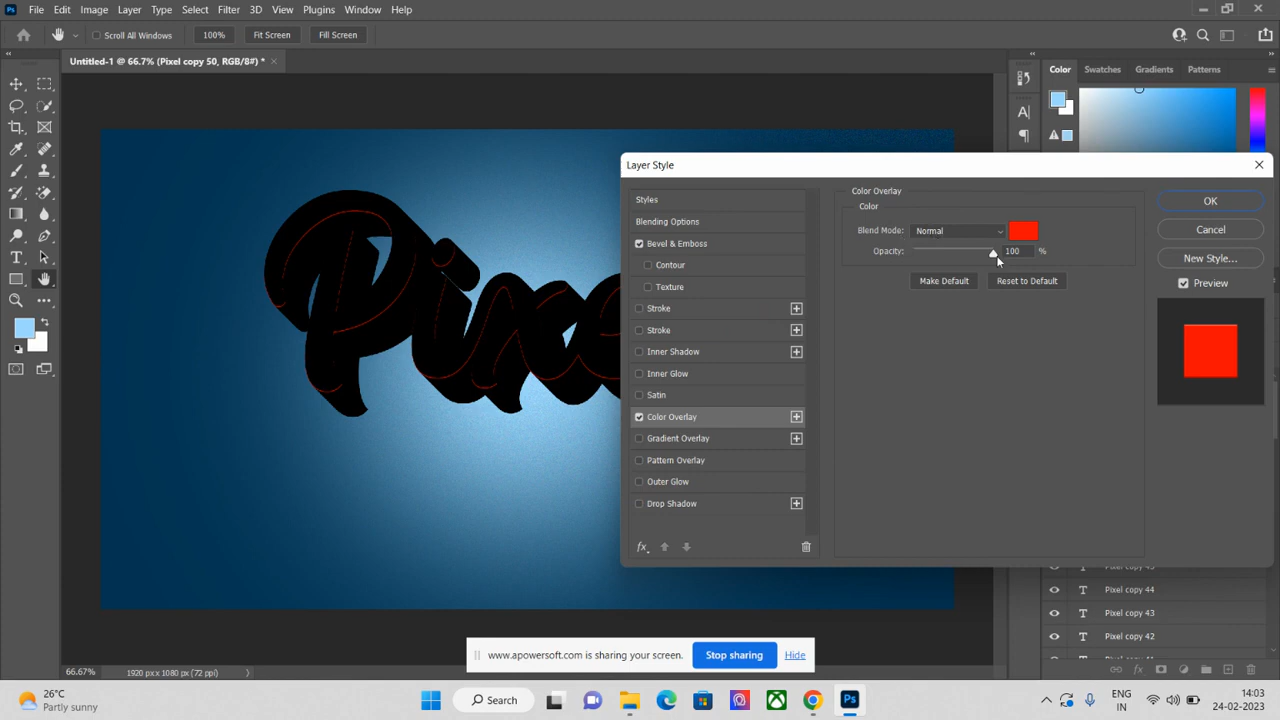 Ps File Edit Image Layer Type Select Filter 3D View Plugins Window Help
Scroll All Windows 100% Fit Screen Fill Screen
Untitled-1 @ 66.7% (Pixel copy 50, RGB/8#) *
Color Swatches Gradients Patterns
Layer Style
Styles
Blending Options
Bevel & Emboss
Contour
Texture
Stroke
Stroke
Inner Shadow
Inner Glow
Satin
Color Overlay
Gradient Overlay
Pattern Overlay
Outer Glow
Drop Shadow
fx
Color Overlay
Color
Blend Mode: Normal
Opacity: 100 %
Make Default Reset to Default
OK
Cancel
New Style...
Preview
Pixe
Pixel copy 44
Pixel copy 43
Pixel copy 42
www.apowersoft.com is sharing your screen. Stop sharing Hide
66.67% 1920 px x 1080 px (72 ppi)
26°C
Partly sunny
Search
ENG
IN
14:03
24-02-2023